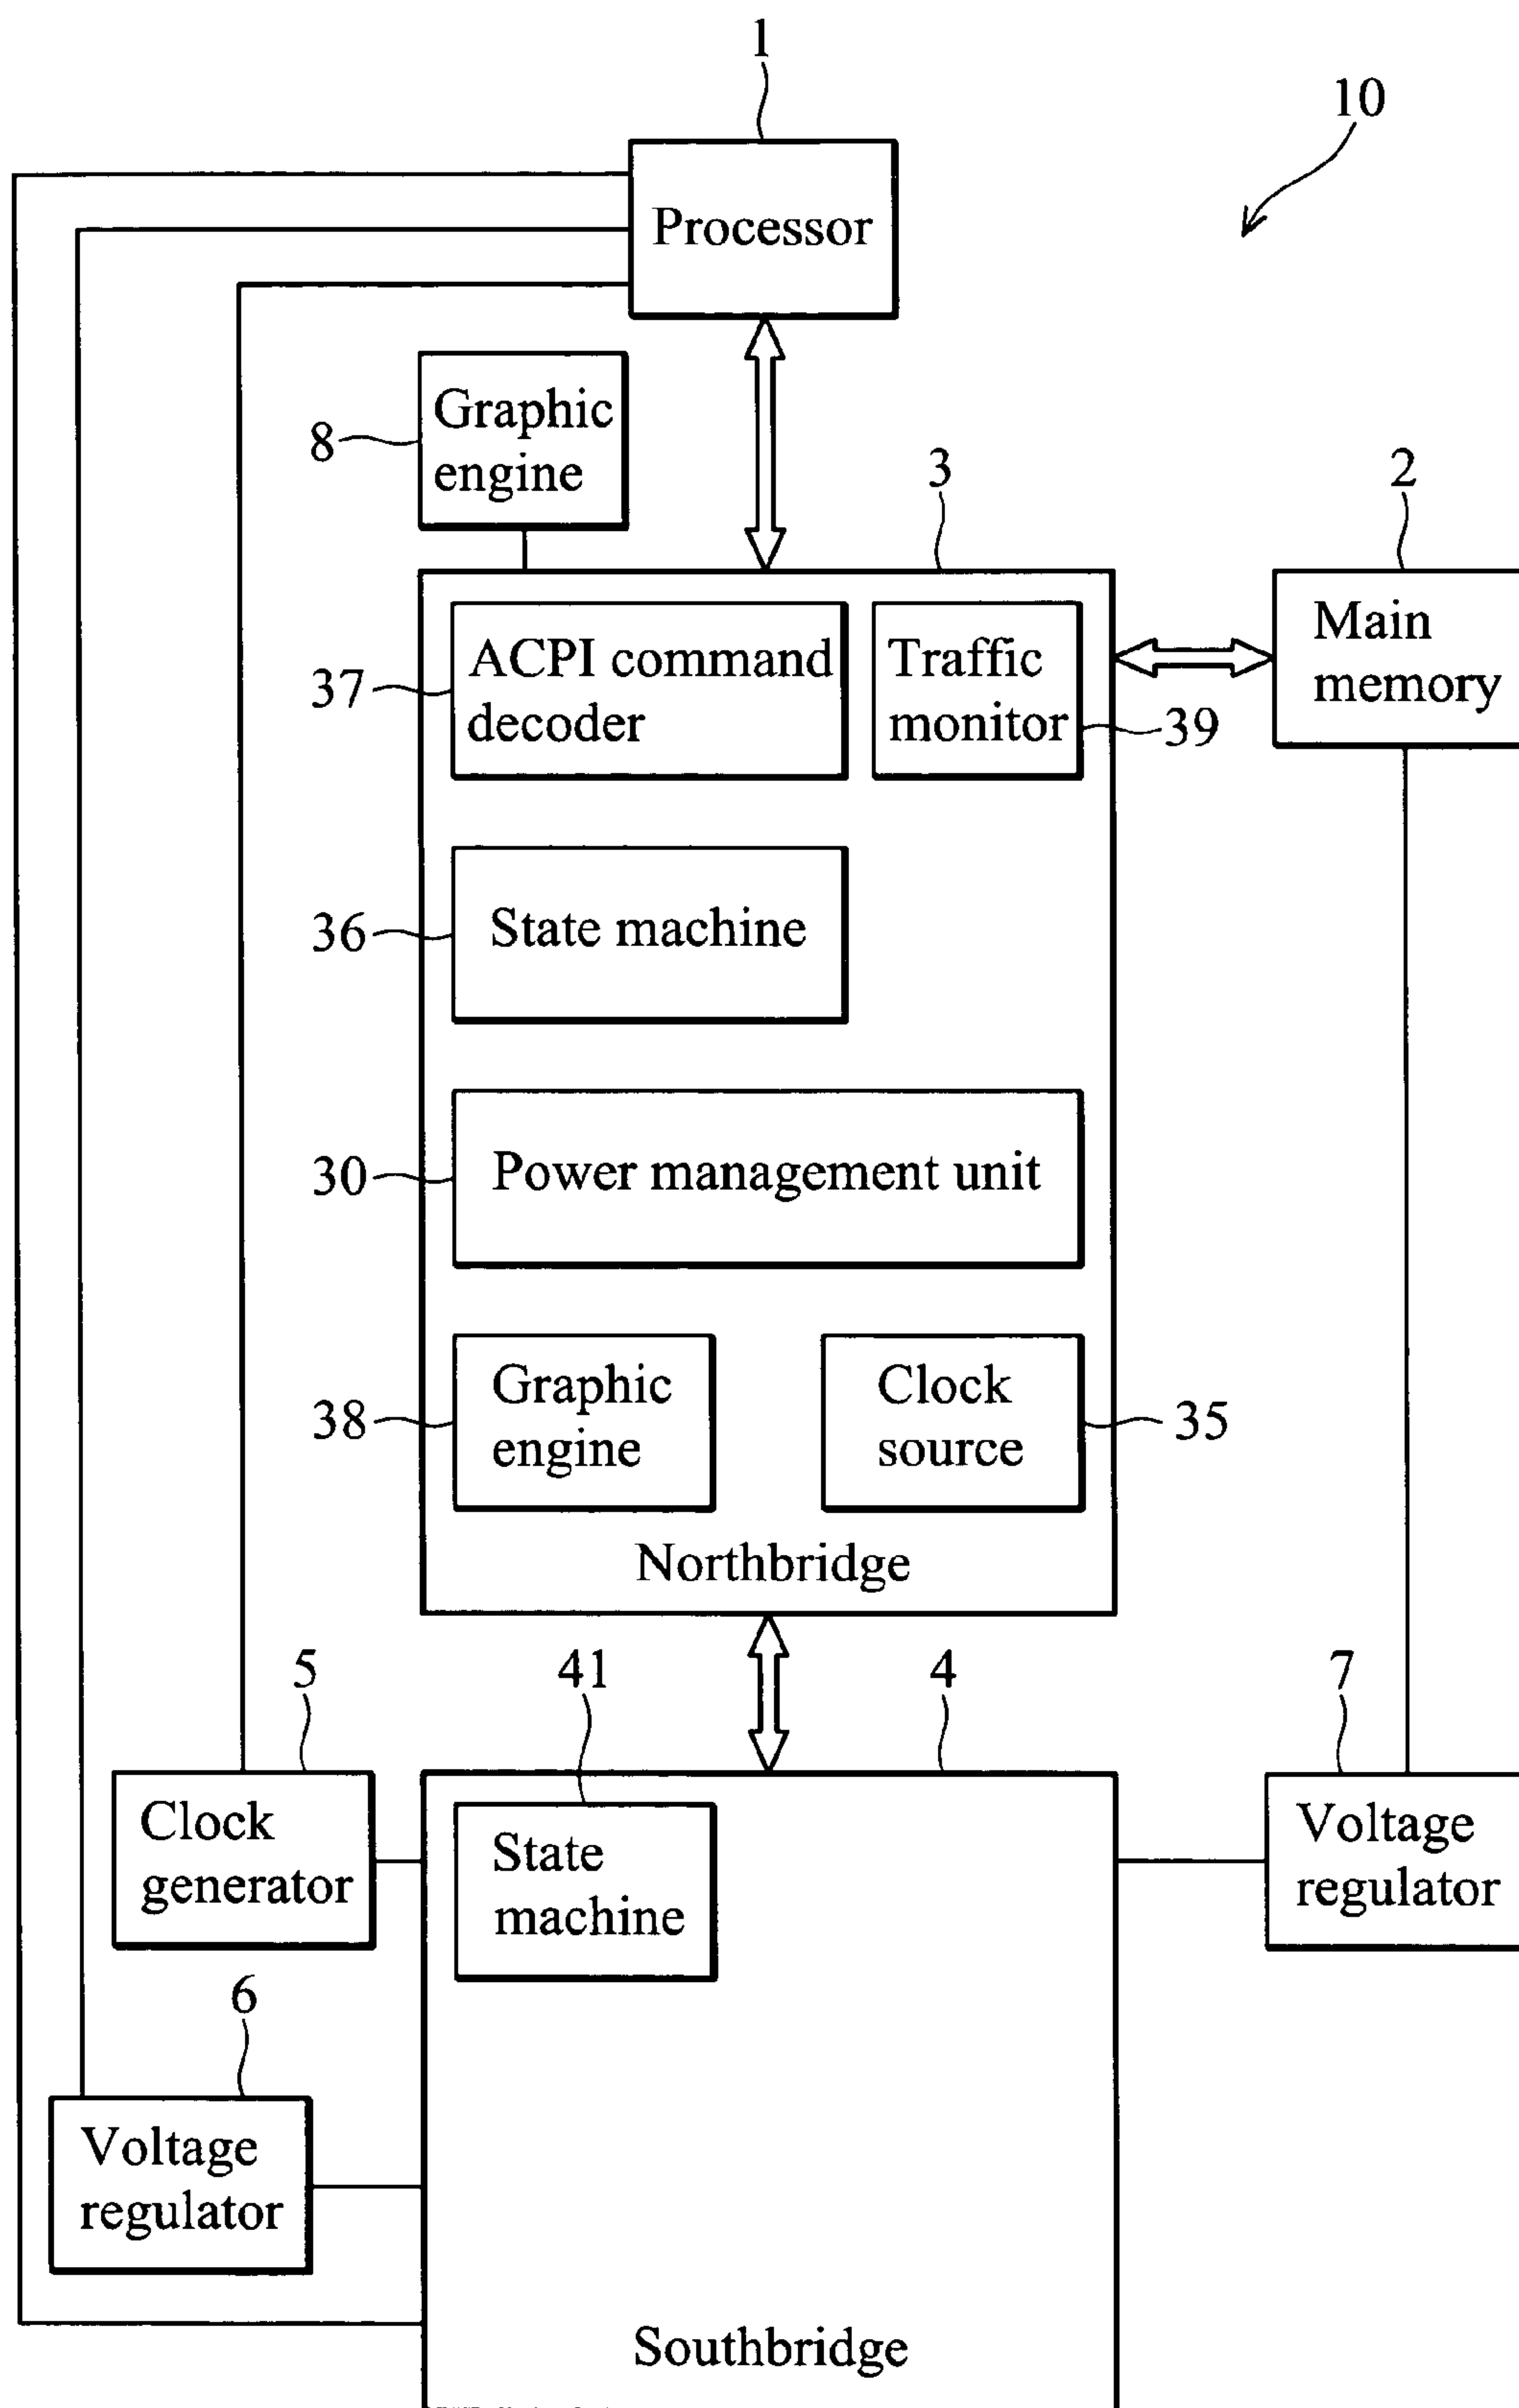 1
10
Processor
Graphic
engine
8
3
2
ACPI command
decoder
37
Traffic
monitor
39
Main
memory
State machine
36
Power management unit
30
Graphic
engine
38
Clock
source
35
Northbridge
5
41
4
7
Clock
generator
State
machine
Voltage
regulator
6
Voltage
regulator
Southbridge